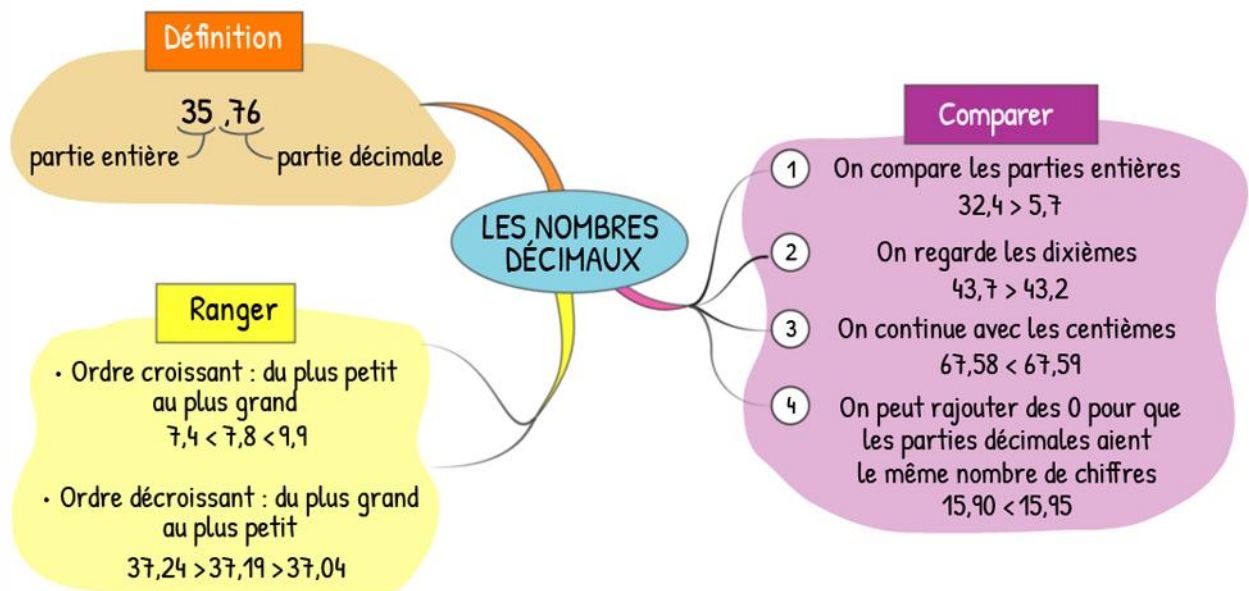 Définition
35 ,76
partie entière partie décimale
LES NOMBRES
DÉCIMAUX
Ranger
• Ordre croissant : du plus petit
au plus grand
7,4 < 7,8 < 9,9
• Ordre décroissant : du plus grand
au plus petit
37,24 > 37,19 > 37,04
Comparer
1 On compare les parties entières
32,4 > 5,7
2 On regarde les dixièmes
43,7 > 43,2
3 On continue avec les centièmes
67,58 < 67,59
4 On peut rajouter des 0 pour que
les parties décimales aient
le même nombre de chiffres
15,90 < 15,95